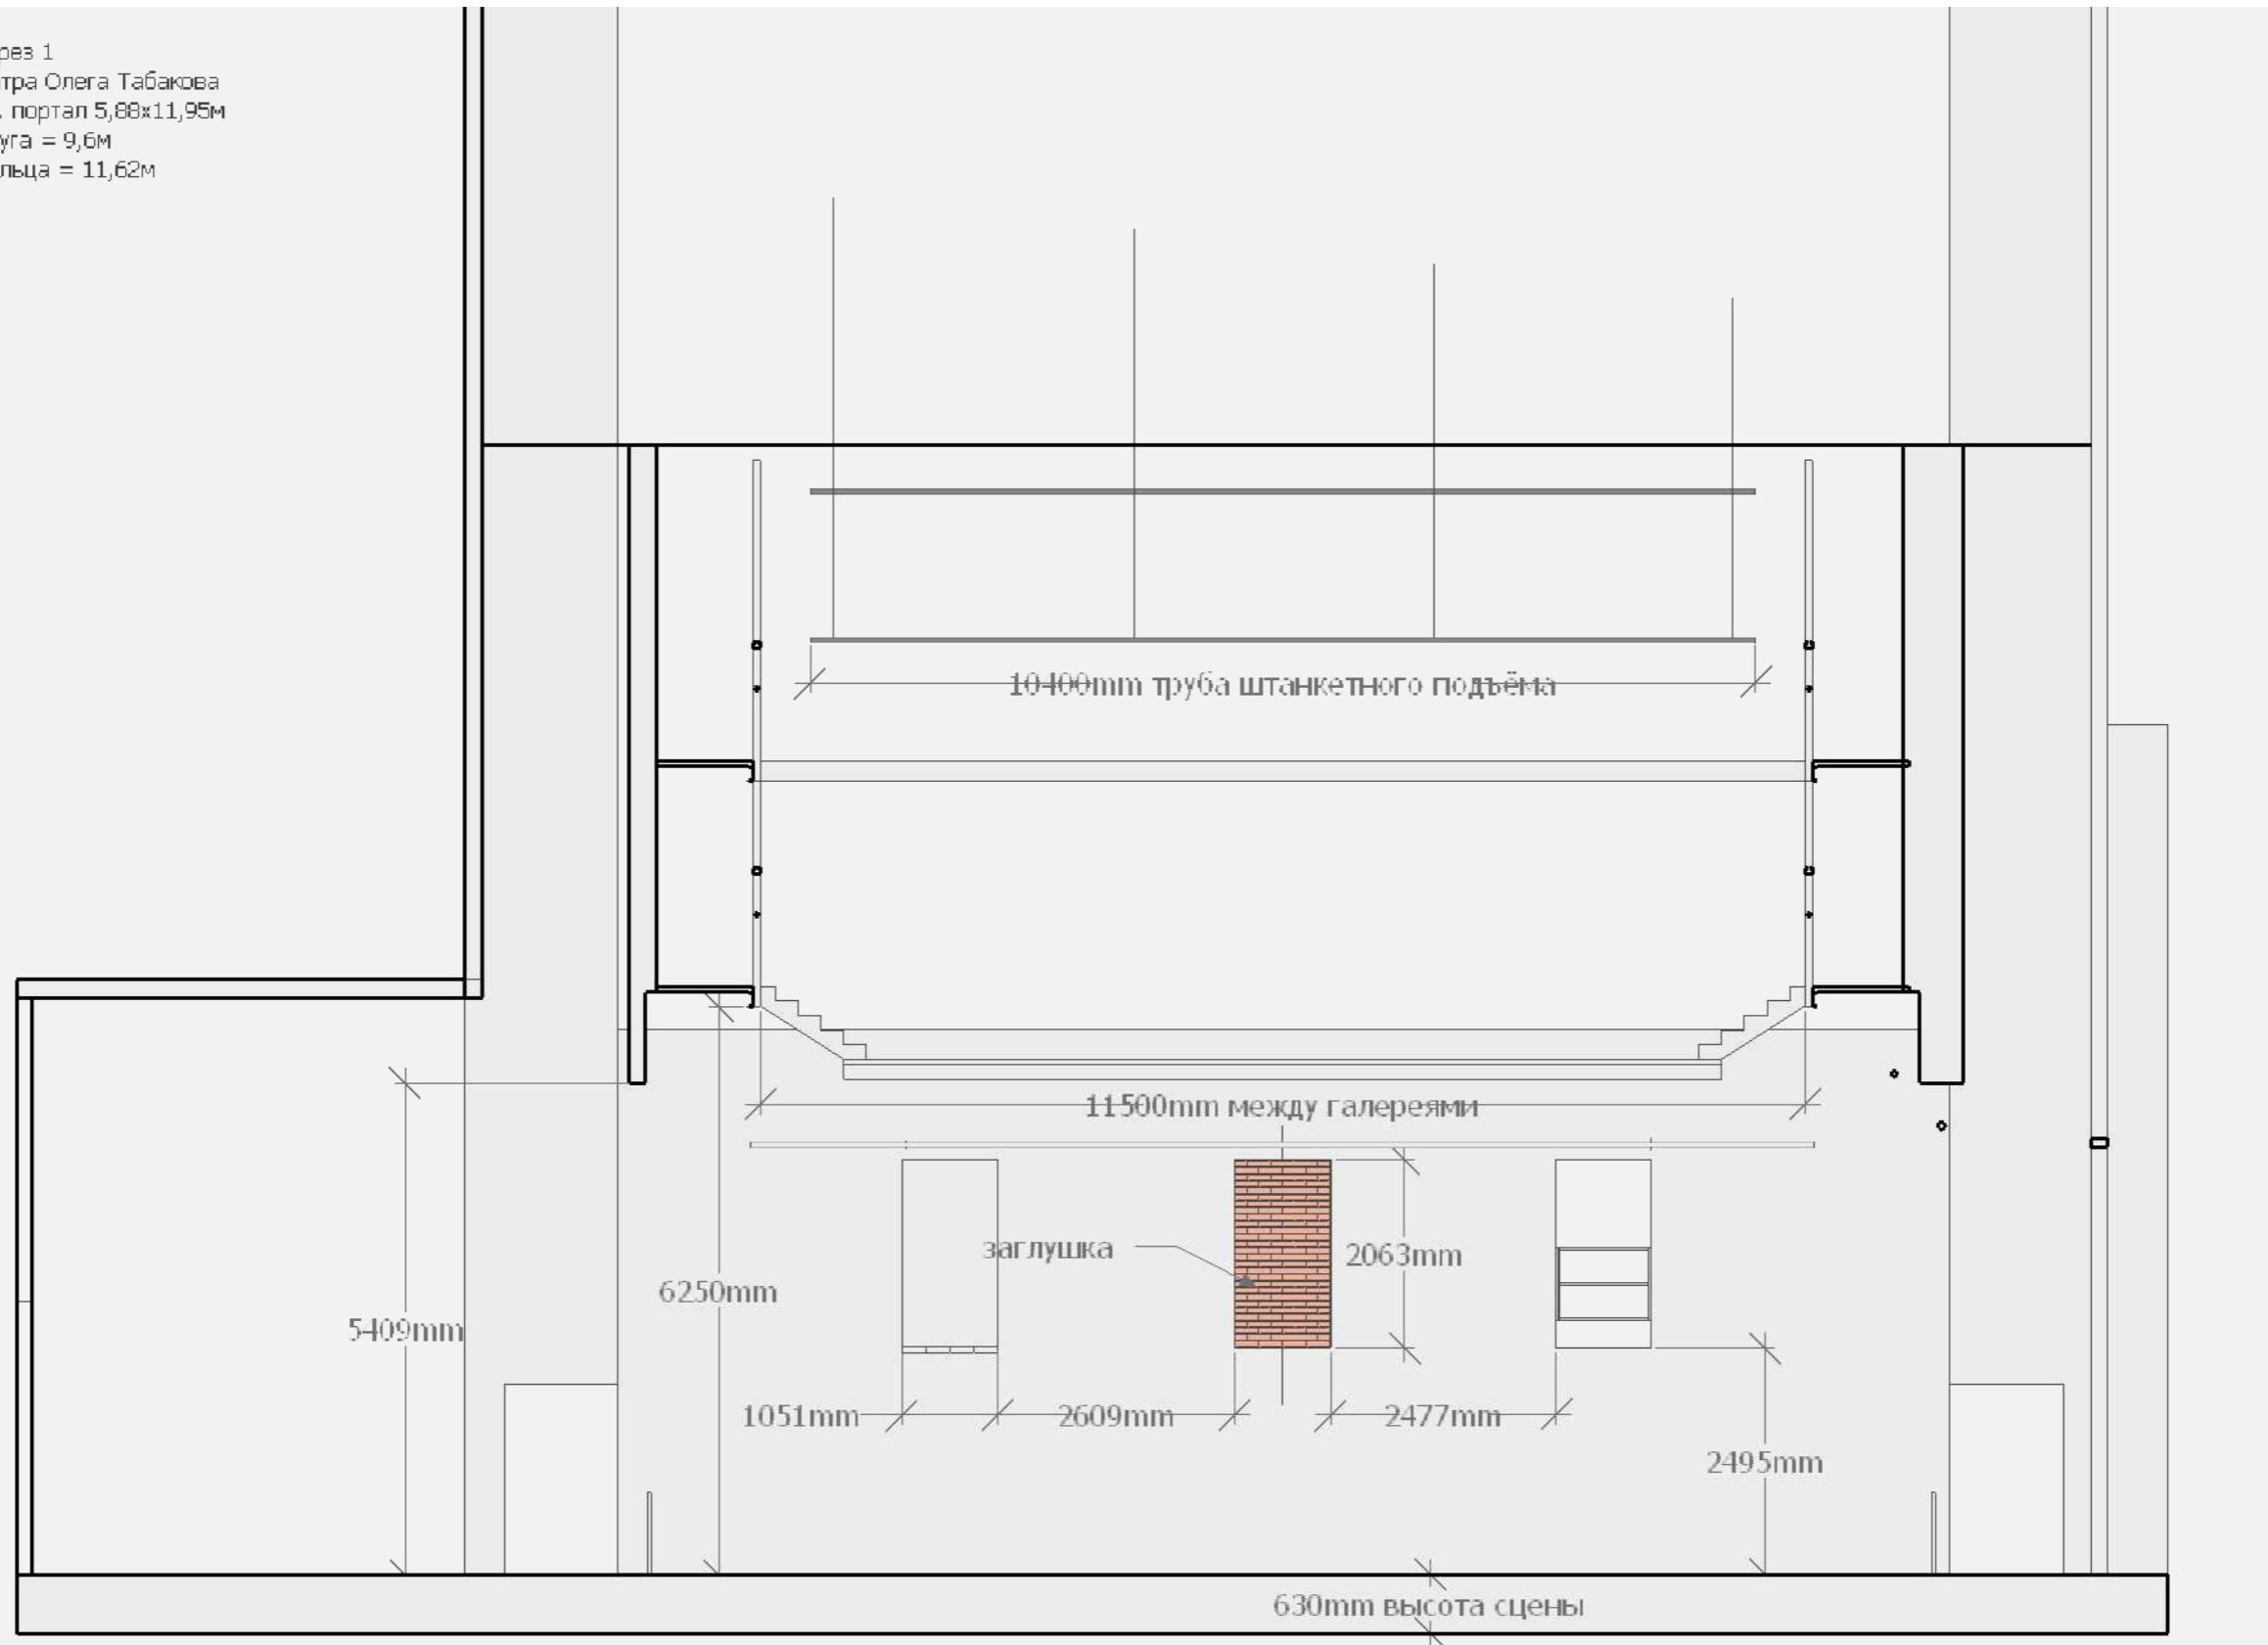 рез 1
тра Олега Табакова
. портал 5,88х11,95м
уга = 9,6м
льца = 11,62м
10400mm труба штанкетного подъёма
11500mm между галереями
заглушка
2063mm
6250mm
5409mm
1051mm
2609mm
2477mm
2495mm
630mm высота сцены